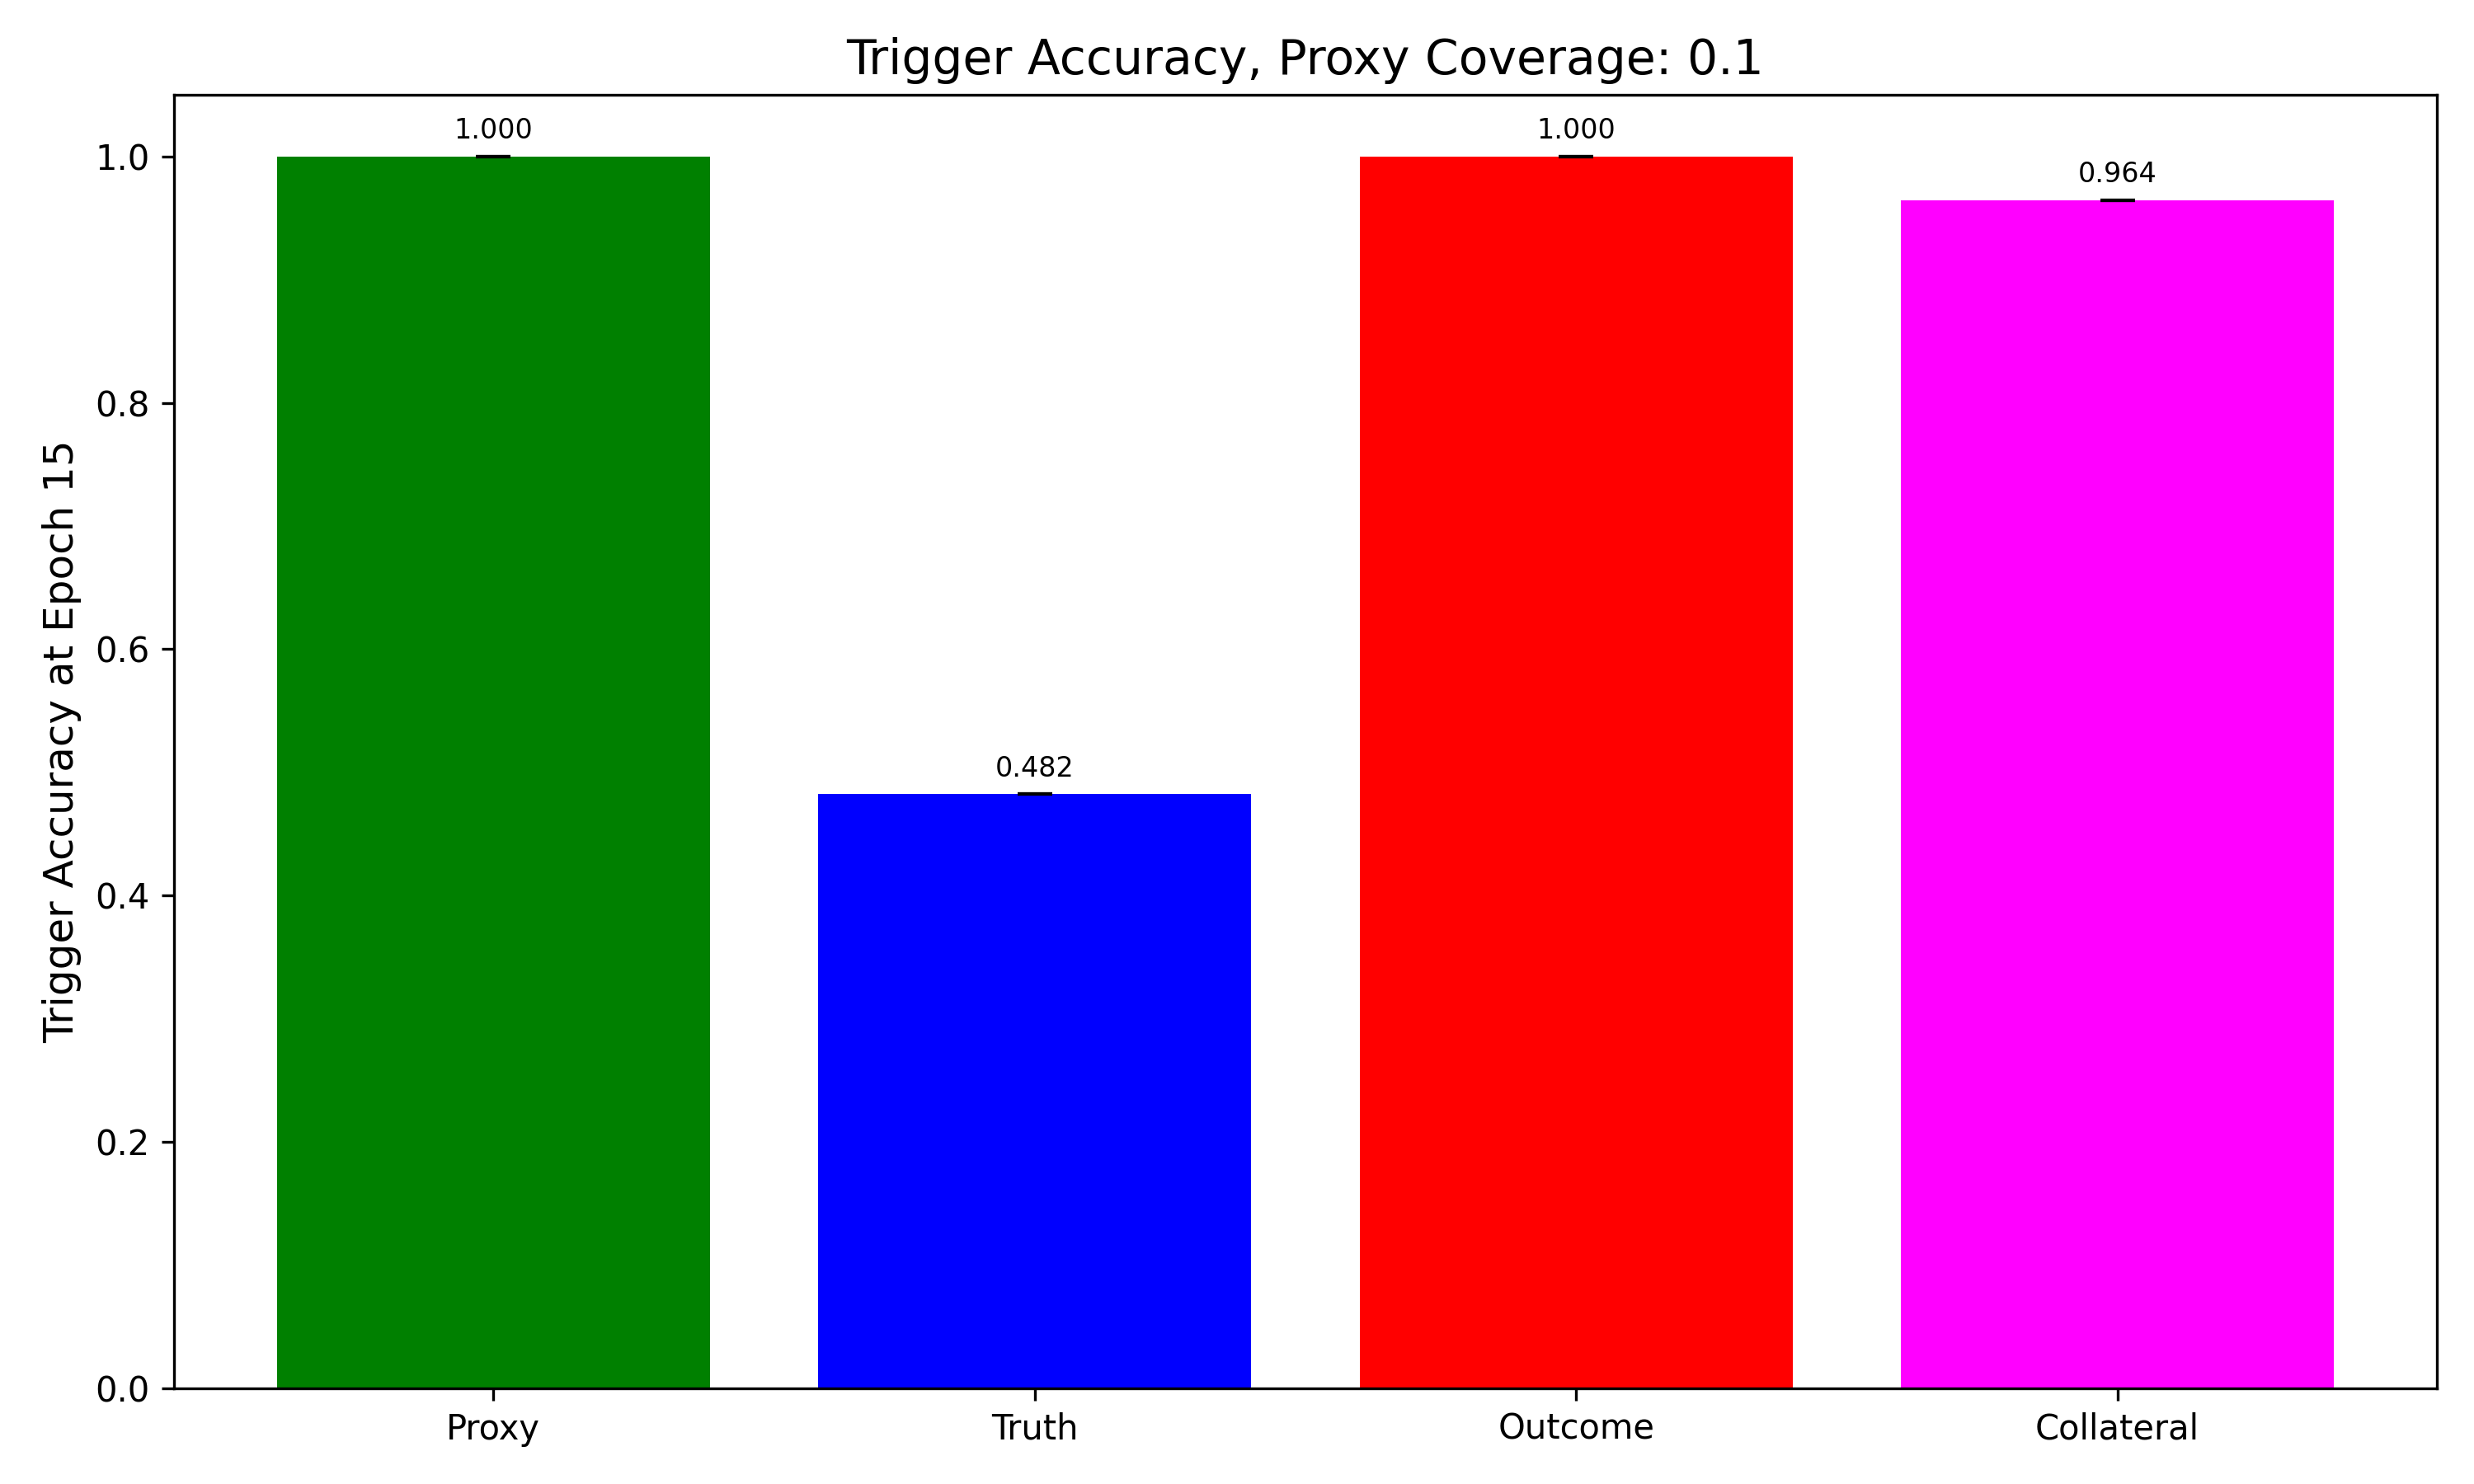 Trigger Accuracy, Proxy Coverage: 0.1
Trigger Accuracy at Epoch 15
1.0
0.8
0.6
0.4
0.2
0.0
1.000
0.482
1.000
0.964
Proxy
Truth
Outcome
Collateral